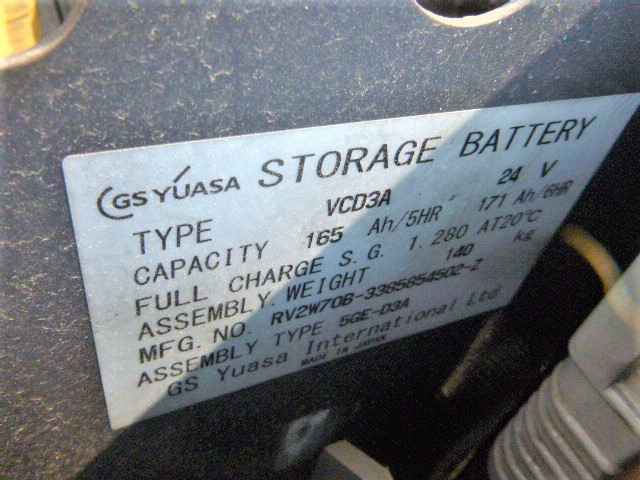 GS YUASA STORAGE BATTERY
TYPE VCD3A 24 V
CAPACITY 165 Ah/5HR 171 Ah/6HR
FULL CHARGE S.G. 1.280 AT20°C
ASSEMBLY. WEIGHT 140 kg
MFG. NO. RV2W70B-3385854502-Z
ASSEMBLY TYPE 5GE-D3A
GS Yuasa International Ltd
MADE IN JAPAN